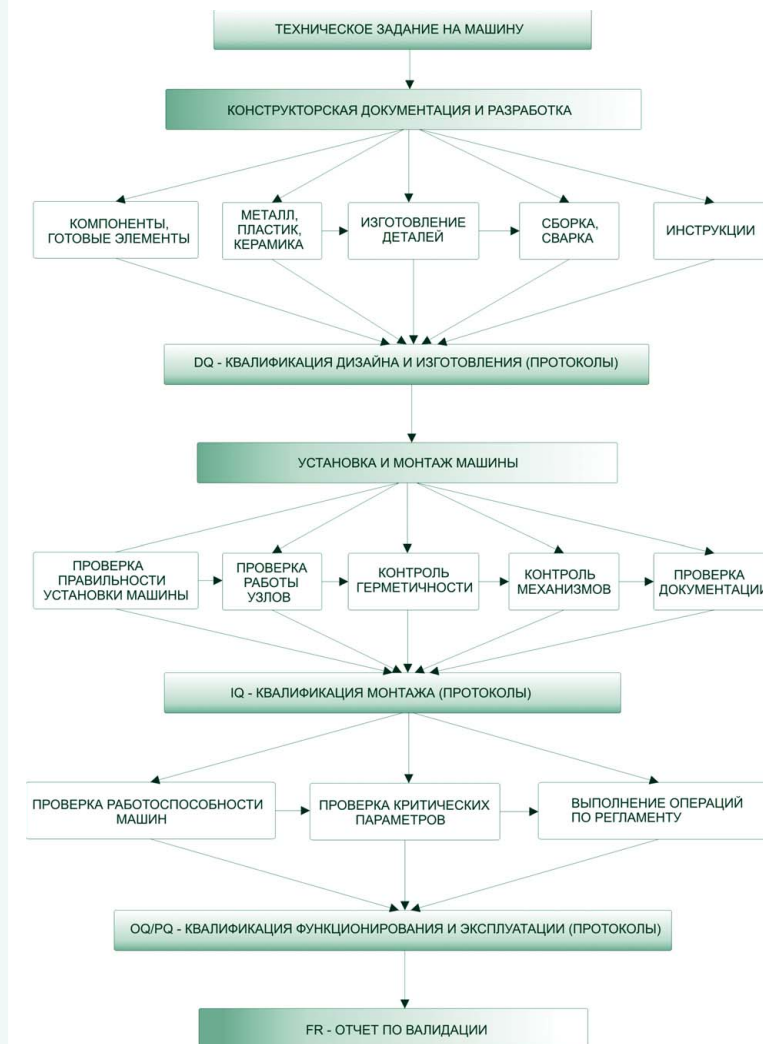 ТЕХНИЧЕСКОЕ ЗАДАНИЕ НА МАШИНУ
КОНСТРУКТОРСКАЯ ДОКУМЕНТАЦИЯ И РАЗРАБОТКА
КОМПОНЕНТЫ,
ГОТОВЫЕ ЭЛЕМЕНТЫ
МЕТАЛЛ,
ПЛАСТИК,
КЕРАМИКА
ИЗГОТОВЛЕНИЕ
ДЕТАЛЕЙ
СБОРКА,
СВАРКА
ИНСТРУКЦИИ
DQ - КВАЛИФИКАЦИЯ ДИЗАЙНА И ИЗГОТОВЛЕНИЯ (ПРОТОКОЛЫ)
УСТАНОВКА И МОНТАЖ МАШИНЫ
ПРОВЕРКА
ПРАВИЛЬНОСТИ
УСТАНОВКИ МАШИНЫ
ПРОВЕРКА
РАБОТЫ
УЗЛОВ
КОНТРОЛЬ
ГЕРМЕТИЧНОСТИ
КОНТРОЛЬ
МЕХАНИЗМОВ
ПРОВЕРКА
ДОКУМЕНТАЦИИ
IQ - КВАЛИФИКАЦИЯ МОНТАЖА (ПРОТОКОЛЫ)
ПРОВЕРКА РАБОТОСПОСОБНОСТИ
МАШИН
ПРОВЕРКА КРИТИЧЕСКИХ
ПАРАМЕТРОВ
ВЫПОЛНЕНИЕ ОПЕРАЦИЙ
ПО РЕГЛАМЕНТУ
OQ/PQ - КВАЛИФИКАЦИЯ ФУНКЦИОНИРОВАНИЯ И ЭКСПЛУАТАЦИИ (ПРОТОКОЛЫ)
FR - ОТЧЕТ ПО ВАЛИДАЦИИ